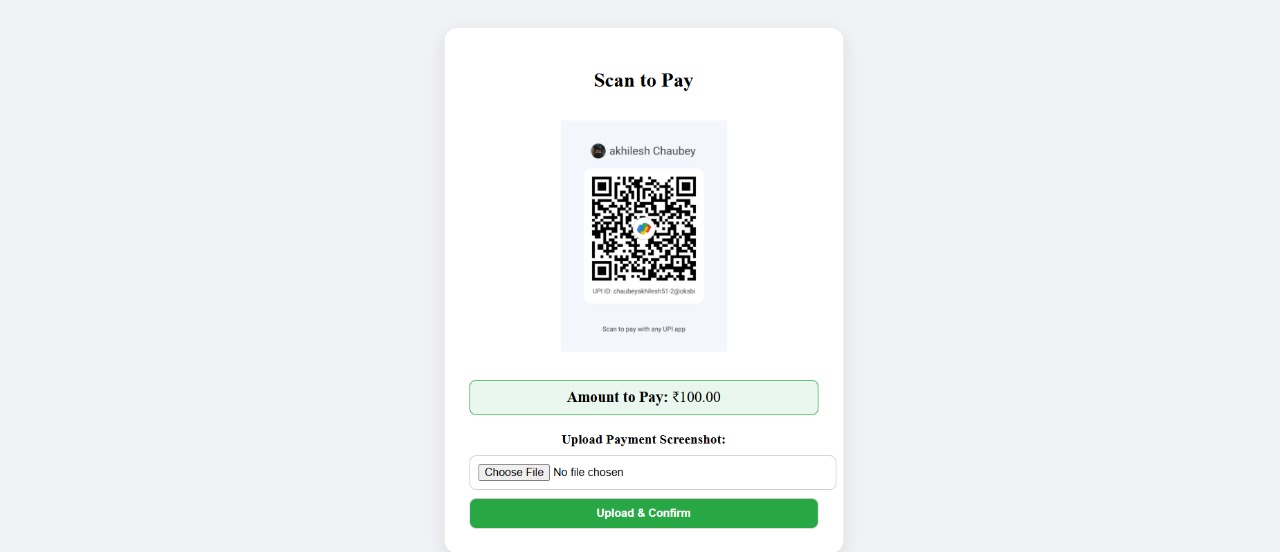 Scan to Pay
akhilesh Chaubey
UPI ID: chaubeyakhilesh51-2@oksbi
Scan to pay with any UPI app
Amount to Pay: ₹100.00
Upload Payment Screenshot:
Choose File No file chosen
Upload & Confirm